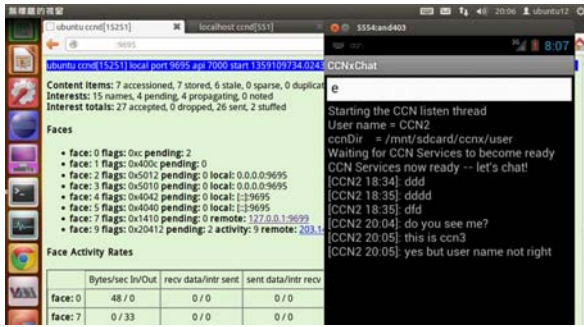 無標題的視窗
20:06
ubuntu12
ubuntu
ccnd[15251]
localhost ccnd[551]
5554:and403
:9695
8:07
ubuntu ccnd[15251] local port 9695 api 7000 start 1359109734.0243
CCNxChat
Content items: 7 accessioned, 7 stored, 6 stale, 0 sparse, 0 duplicat
e
Interests: 15 names, 4 pending, 4 propagating, 0 noted
Interest totals: 27 accepted, 0 dropped, 26 sent, 2 stuffed
Faces
face: 0 flags: 0xc pending: 2
face: 1 flags: 0x400c pending: 0
face: 2 flags: 0x5012 pending: 0 local: 0.0.0.0:9695
face: 3 flags: 0x5010 pending: 0 local: 0.0.0.0:9695
face: 4 flags: 0x4042 pending: 0 local: [::]:9695
face: 5 flags: 0x4040 pending: 0 local: [::]:9695
face: 7 flags: 0x1410 pending: 0 remote: 127.0.0.1:9699
face: 9 flags: 0x20412 pending: 2 activity: 9 remote: 203.1
Face Activity Rates
Bytes/sec In/Out recv data/intr sent sent data/intr recv
face: 0 48 / 0 0 / 0 0 / 0
face: 7 0 / 33 0 / 0 0 / 0
Starting the CCN listen thread
User name = CCN2
ccnDir = /mnt/sdcard/ccnx/user
Waiting for CCN Services to become ready
CCN Services now ready -- let's chat!
[CCN2 18:34]: ddd
[CCN2 18:35]: dddd
[CCN2 18:35]: dfd
[CCN2 20:04]: do you see me?
[CCN2 20:05]: this is ccn3
[CCN2 20:05]: yes but user name not right